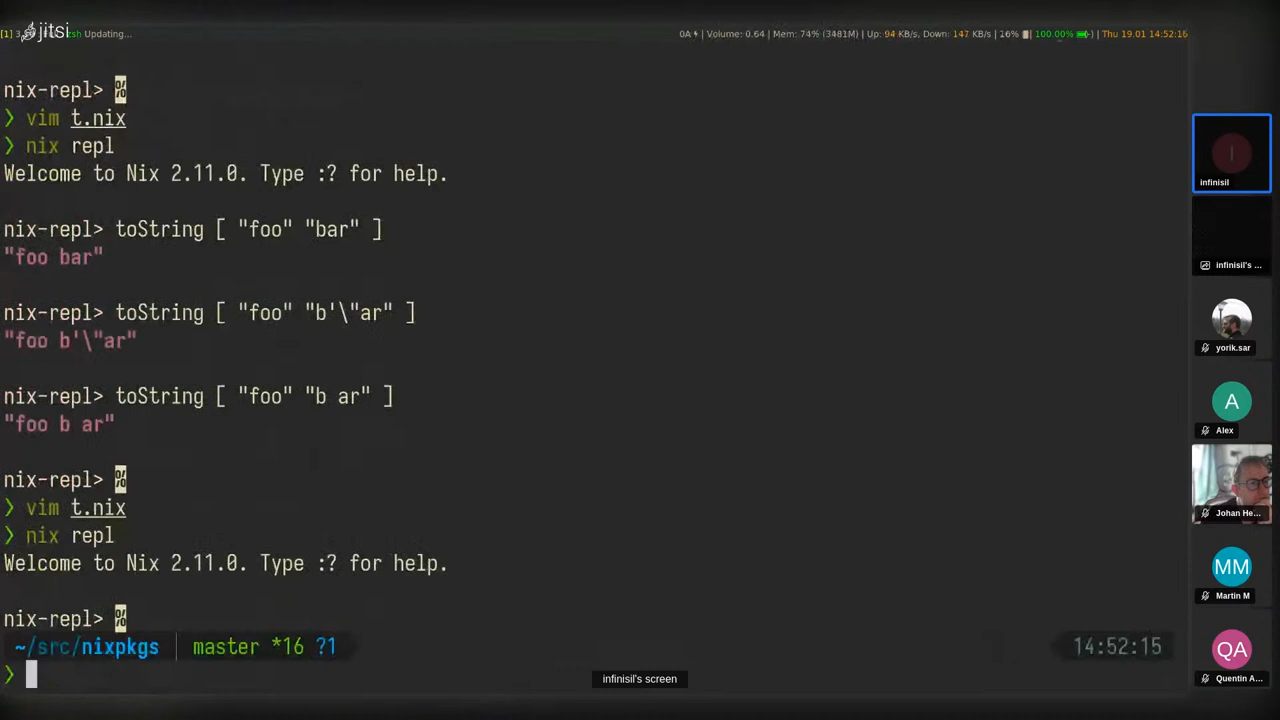 jitsi
[1] zsh Updating...
0A | Volume: 0.64 | Mem: 74% (3481M) | Up: 94 KB/s, Down: 147 KB/s | 16% | 100.00% | Thu 19.01 14:52:16
nix-repl> %
❯ vim t.nix
❯ nix repl
Welcome to Nix 2.11.0. Type :? for help.
nix-repl> toString [ "foo" "bar" ]
"foo bar"
nix-repl> toString [ "foo" "b'\"ar" ]
"foo b'\"ar"
nix-repl> toString [ "foo" "b ar" ]
"foo b ar"
nix-repl> %
❯ vim t.nix
❯ nix repl
Welcome to Nix 2.11.0. Type :? for help.
nix-repl> %
~/src/nixpkgs | master *16 ?1
14:52:15
❯
infinisil's screen
I
infinisil
infinisil's ...
yorik.sar
A
Alex
Johan He...
MM
Martin M
QA
Quentin A...